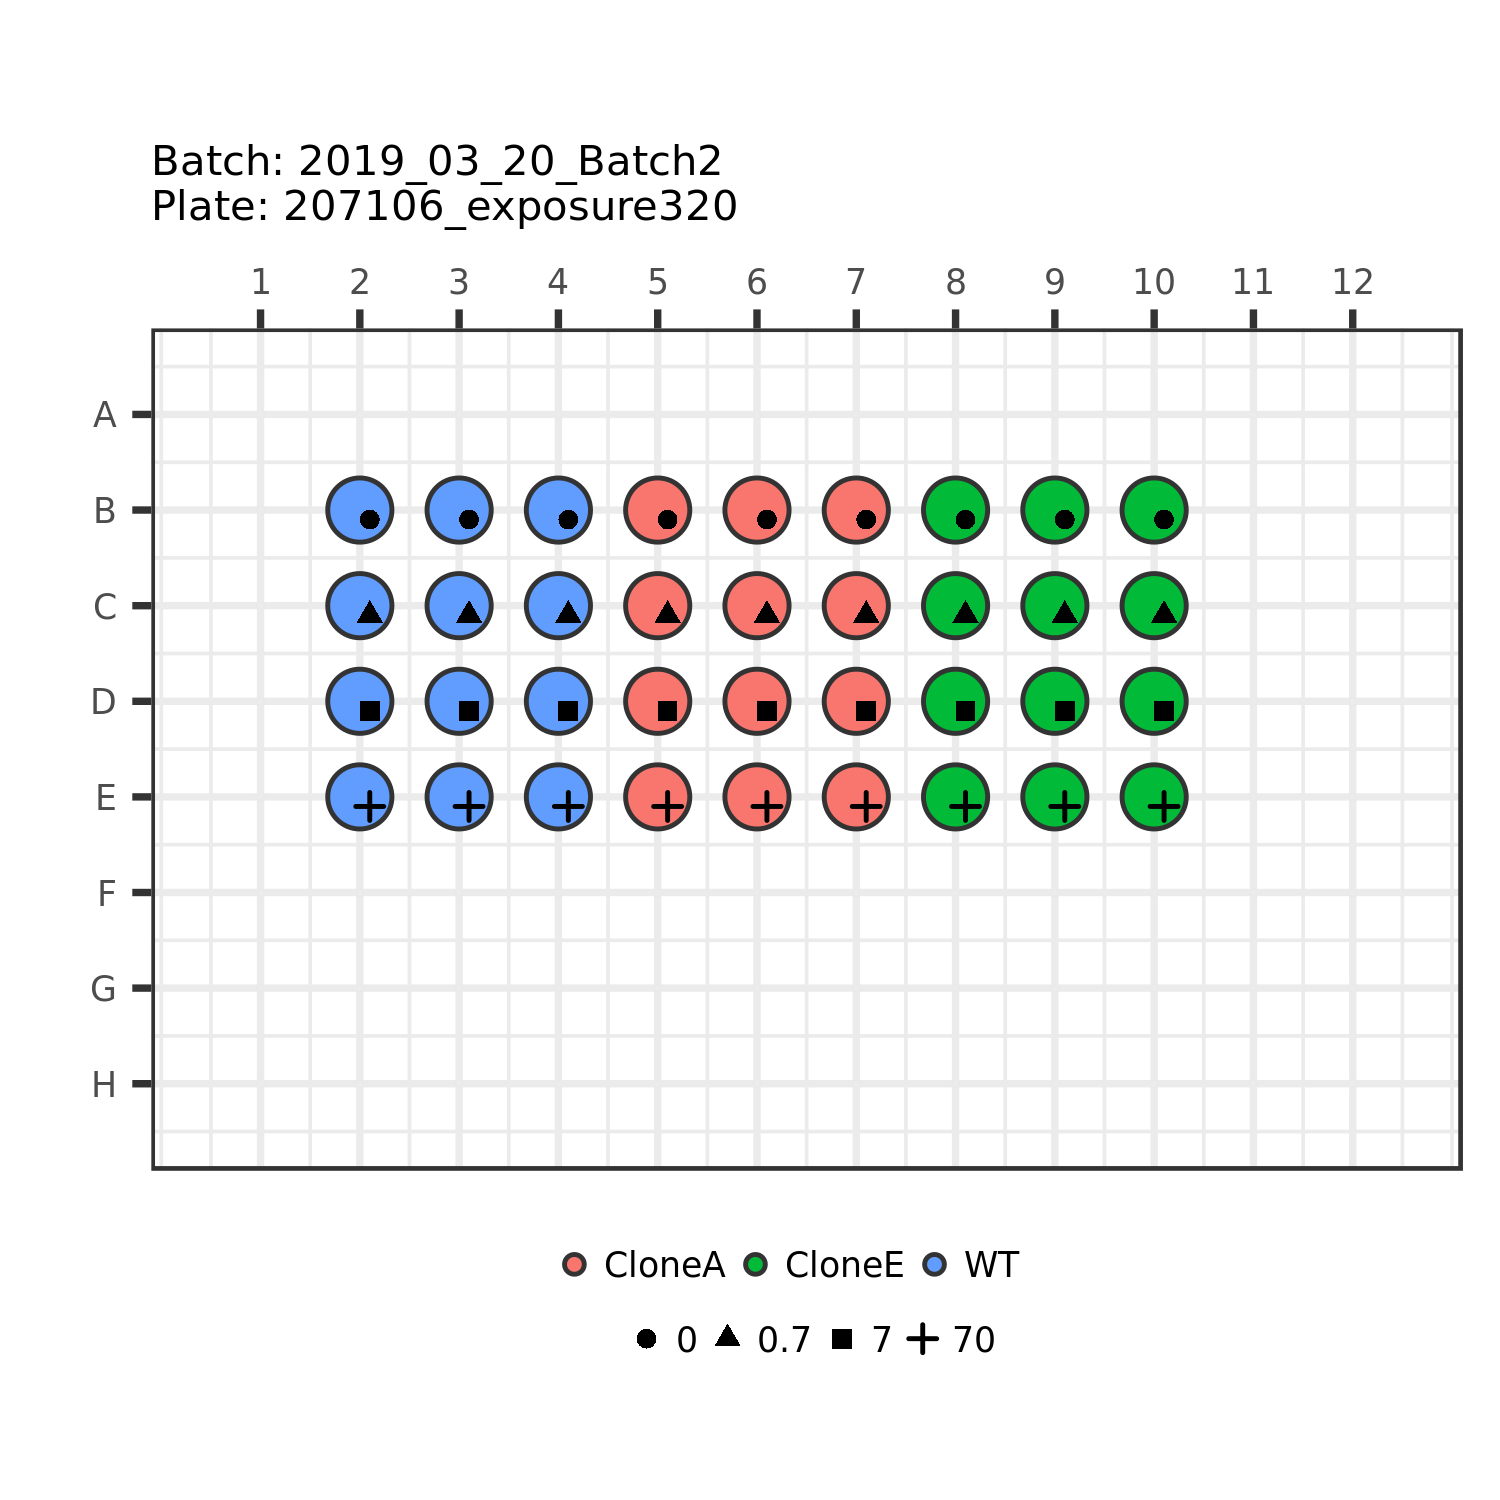 Batch: 2019_03_20_Batch2
Plate: 207106_exposure320
1 2 3 4 5 6 7 8 9 10 11 12
A
B
C
D
E
F
G
H
CloneA CloneE WT
0 0.7 7 70